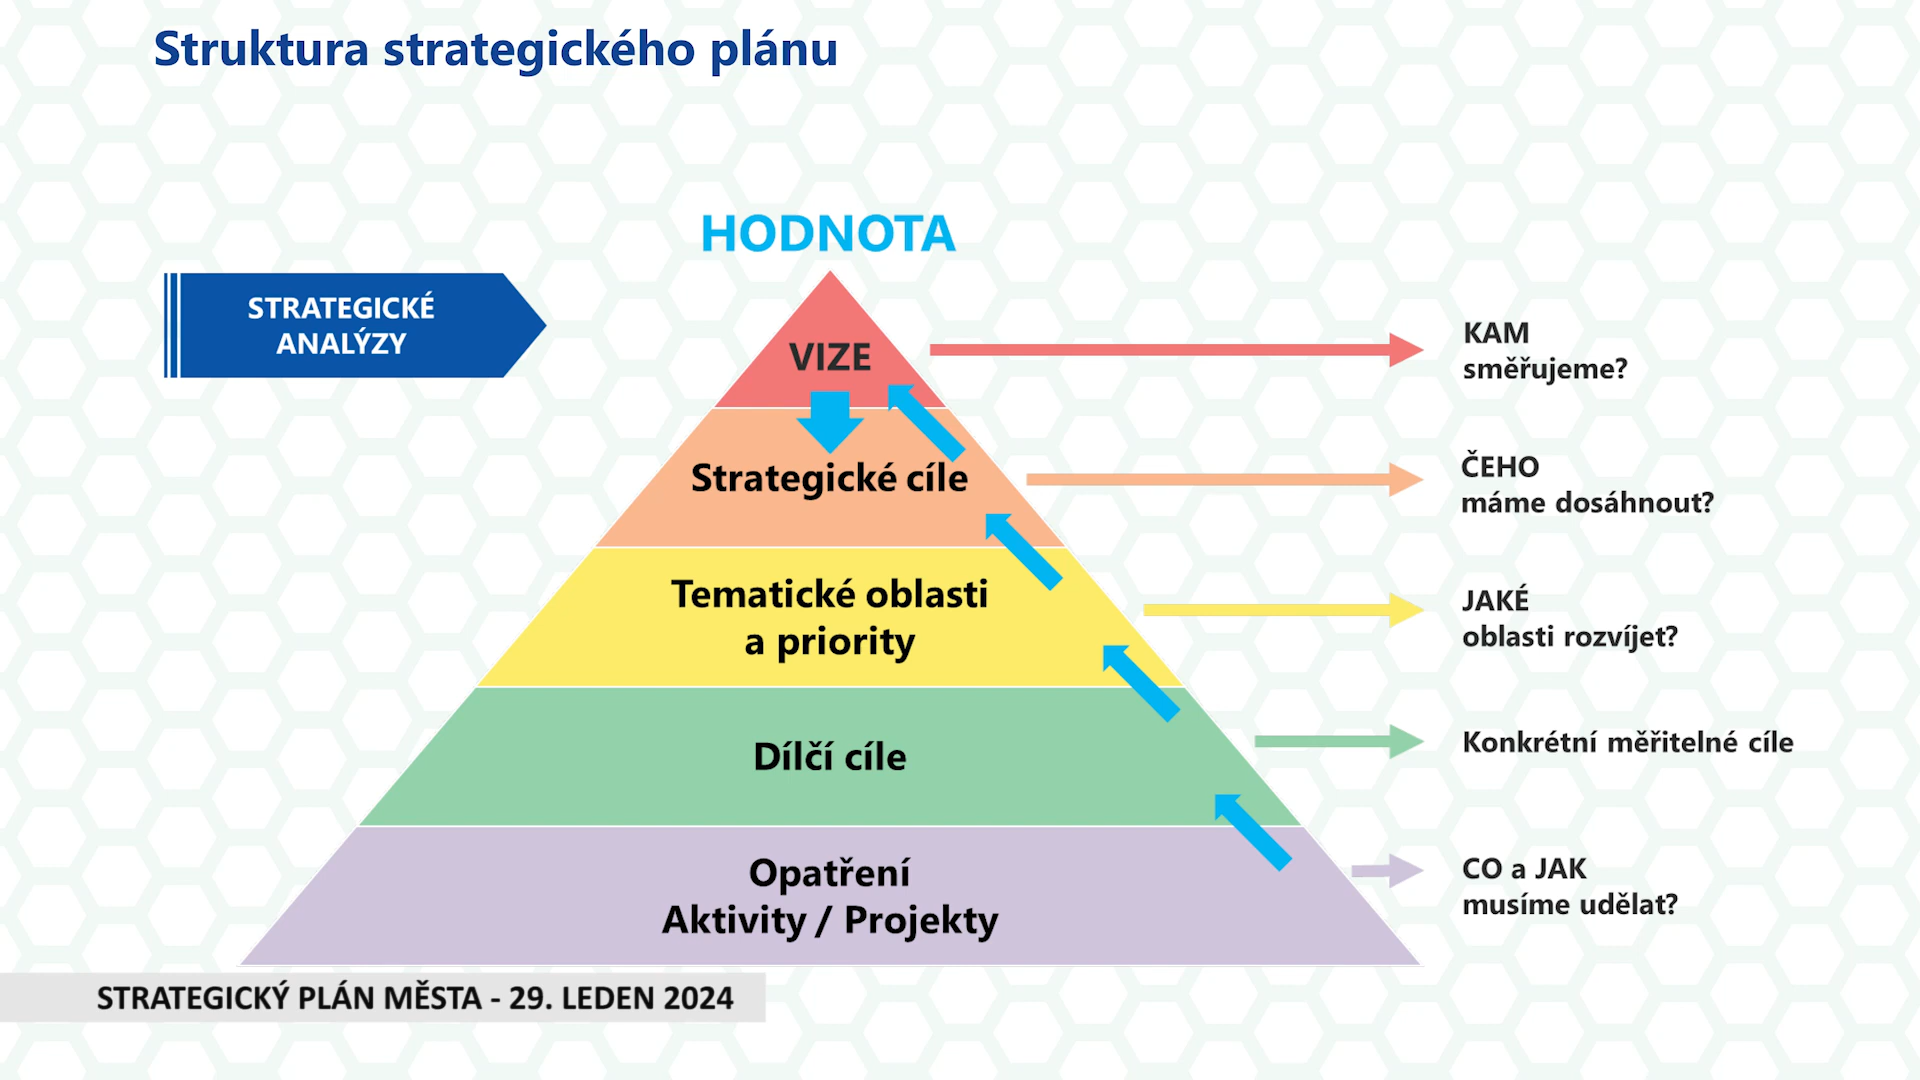 Struktura strategického plánu
HODNOTA
STRATEGICKÉ
ANALÝZY
VIZE
KAM
směřujeme?
Strategické cíle
ČEHO
máme dosáhnout?
Tematické oblasti
a priority
JAKÉ
oblasti rozvíjet?
Dílčí cíle
Konkrétní měřitelné cíle
Opatření
Aktivity / Projekty
CO a JAK
musíme udělat?
STRATEGICKÝ PLÁN MĚSTA - 29. LEDEN 2024